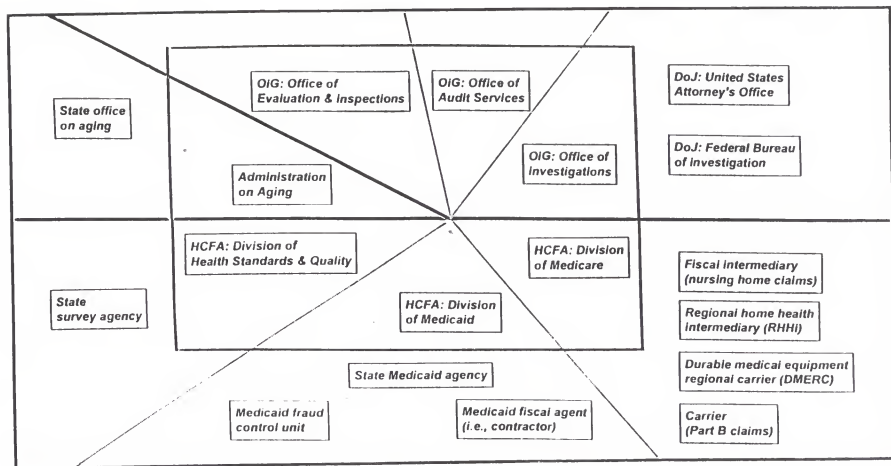 OiG: Office of
Evaluation & Inspections
OiG: Office of
Audit Services
DoJ: United States
Attorney's Office
State office
on aging
DoJ: Federal Bureau
of Investigation
OiG: Office of
Investigations
Administration
on Aging
HCFA: Division of
Health Standards & Quality
HCFA: Division
of Medicare
Fiscal intermediary
(nursing home claims)
State
survey agency
HCFA: Division
of Medicaid
Regional home health
intermediary (RHHi)
State Medicaid agency
Durable medical equipment
regional carrier (DMERC)
Medicaid fraud
control unit
Medicaid fiscal agent
(i.e., contractor)
Carrier
(Part B claims)